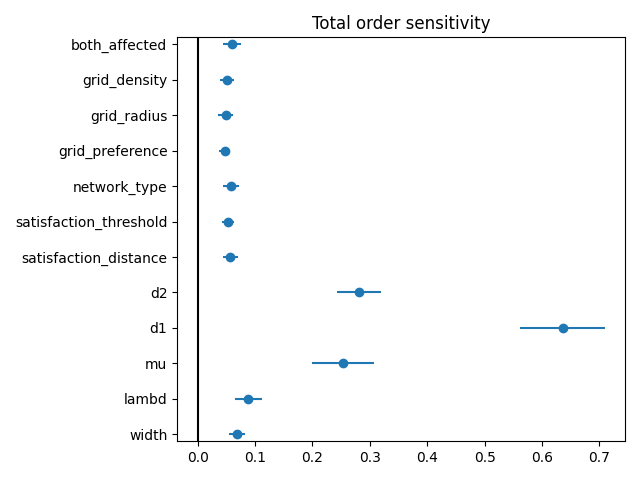 Total order sensitivity
both_affected
grid_density
grid_radius
grid_preference
network_type
satisfaction_threshold
satisfaction_distance
d2
d1
mu
lambd
width
0.0 0.1 0.2 0.3 0.4 0.5 0.6 0.7